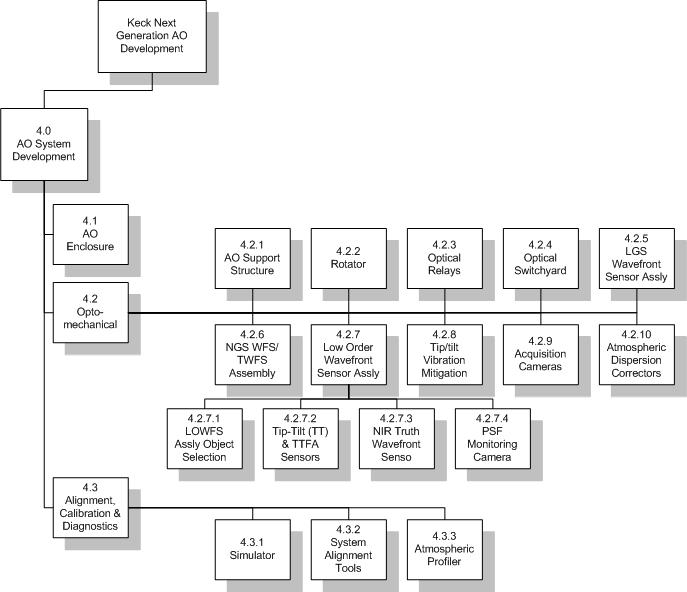 Keck Next
Generation AO
Development
4.0
AO System
Development
4.1
AO
Enclosure
4.2
Opto-
mechanical
4.2.1
AO Support
Structure
4.2.2
Rotator
4.2.3
Optical
Relays
4.2.4
Optical
Switchyard
4.2.5
LGS
Wavefront
Sensor Assly
4.2.6
NGS WFS/
TWFS
Assembly
4.2.7
Low Order
Wavefront
Sensor Assly
4.2.8
Tip/tilt
Vibration
Mitigation
4.2.9
Acquisition
Cameras
4.2.10
Atmospheric
Dispersion
Correctors
4.2.7.1
LOWFS
Assly Object
Selection
4.2.7.2
Tip-Tilt (TT)
& TTFA
Sensors
4.2.7.3
NIR Truth
Wavefront
Senso
4.2.7.4
PSF
Monitoring
Camera
4.3
Alignment,
Calibration &
Diagnostics
4.3.1
Simulator
4.3.2
System
Alignment
Tools
4.3.3
Atmospheric
Profiler